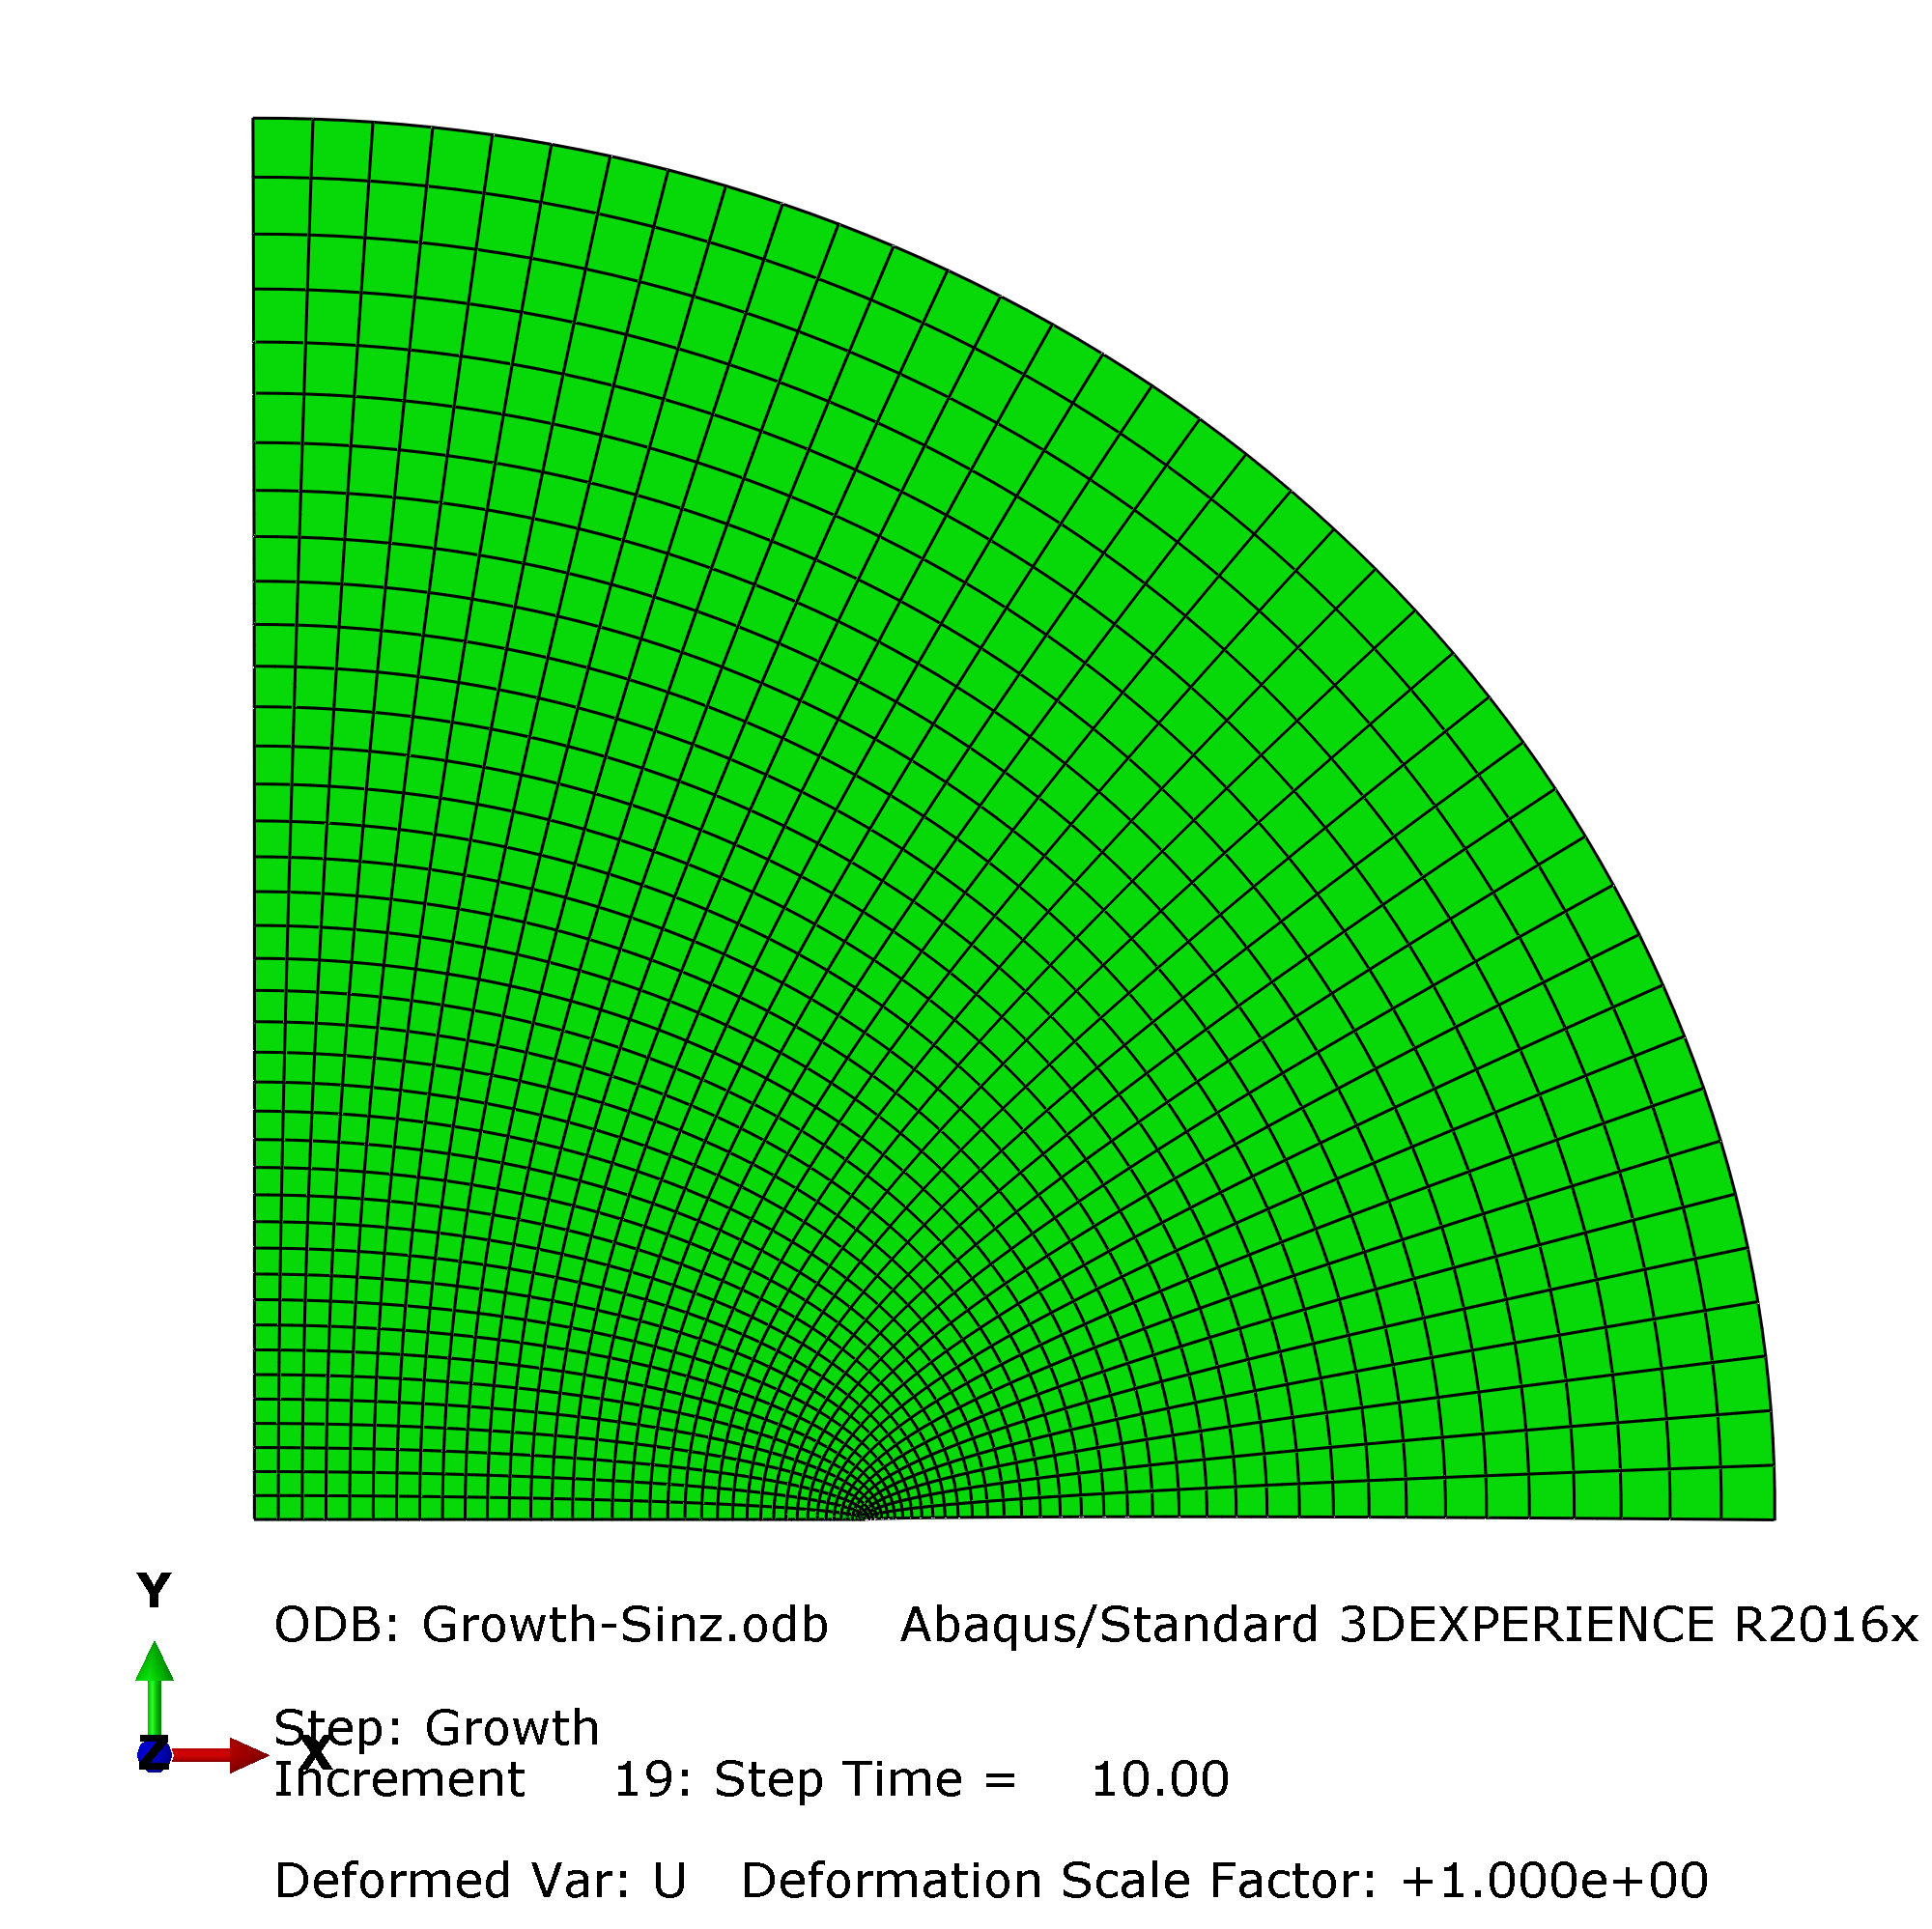 Y
ODB: Growth-Sinz.odb    Abaqus/Standard 3DEXPERIENCE R2016x
Step: Growth
Z X
Increment     19: Step Time =    10.00
Deformed Var: U   Deformation Scale Factor: +1.000e+00